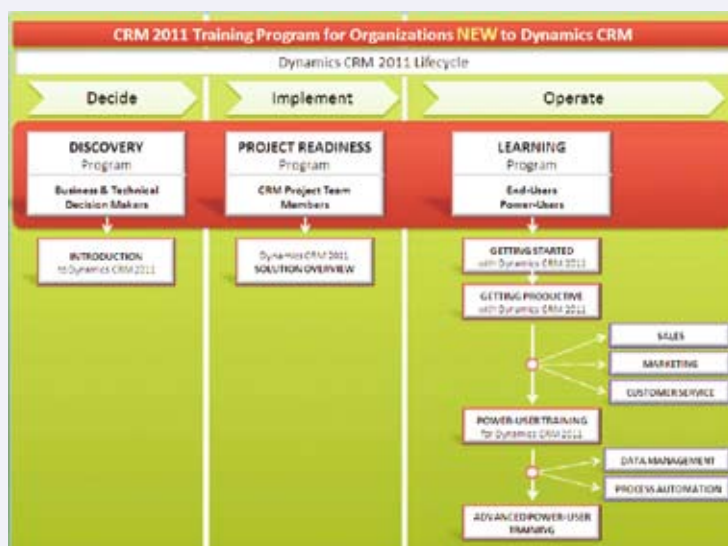 CRM 2011 Training Program for Organizations NEW to Dynamics CRM
Dynamics CRM 2011 Lifecycle
Decide
Implement
Operate
DISCOVERY
Program
Business & Technical
Decision Makers
PROJECT READINESS
Program
CRM Project Team
Members
LEARNING
Program
End-Users
Power-Users
INTRODUCTION
to Dynamics CRM 2011
Dynamics CRM 2011
SOLUTION OVERVIEW
GETTING STARTED
with Dynamics CRM 2011
GETTING PRODUCTIVE
with Dynamics CRM 2011
SALES
MARKETING
CUSTOMER SERVICE
POWER-USER TRAINING
for Dynamics CRM 2011
DATA MANAGEMENT
PROCESS AUTOMATION
ADVANCED POWER-USER
TRAINING